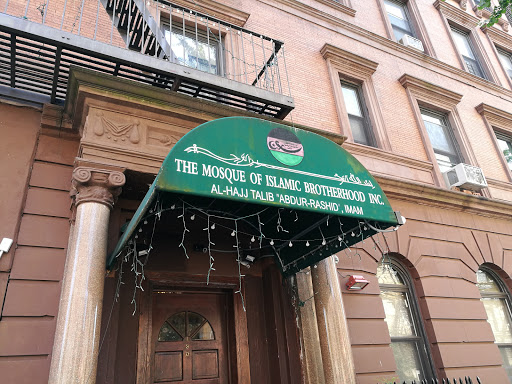 THE MOSQUE OF ISLAMIC BROTHERHOOD INC.
AL-HAJJ TALIB "ABDUR-RASHID", IMAM